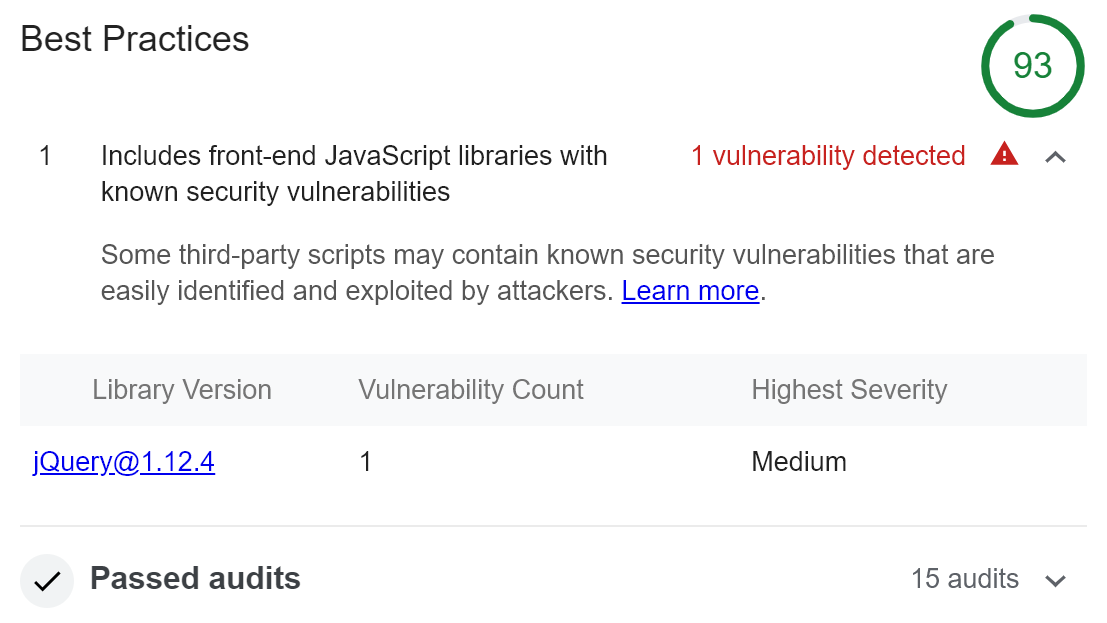 Best Practices
93
1 Includes front-end JavaScript libraries with 1 vulnerability detected
known security vulnerabilities
Some third-party scripts may contain known security vulnerabilities that are
easily identified and exploited by attackers. Learn more.
Library Version Vulnerability Count Highest Severity
jQuery@1.12.4 1 Medium
Passed audits 15 audits